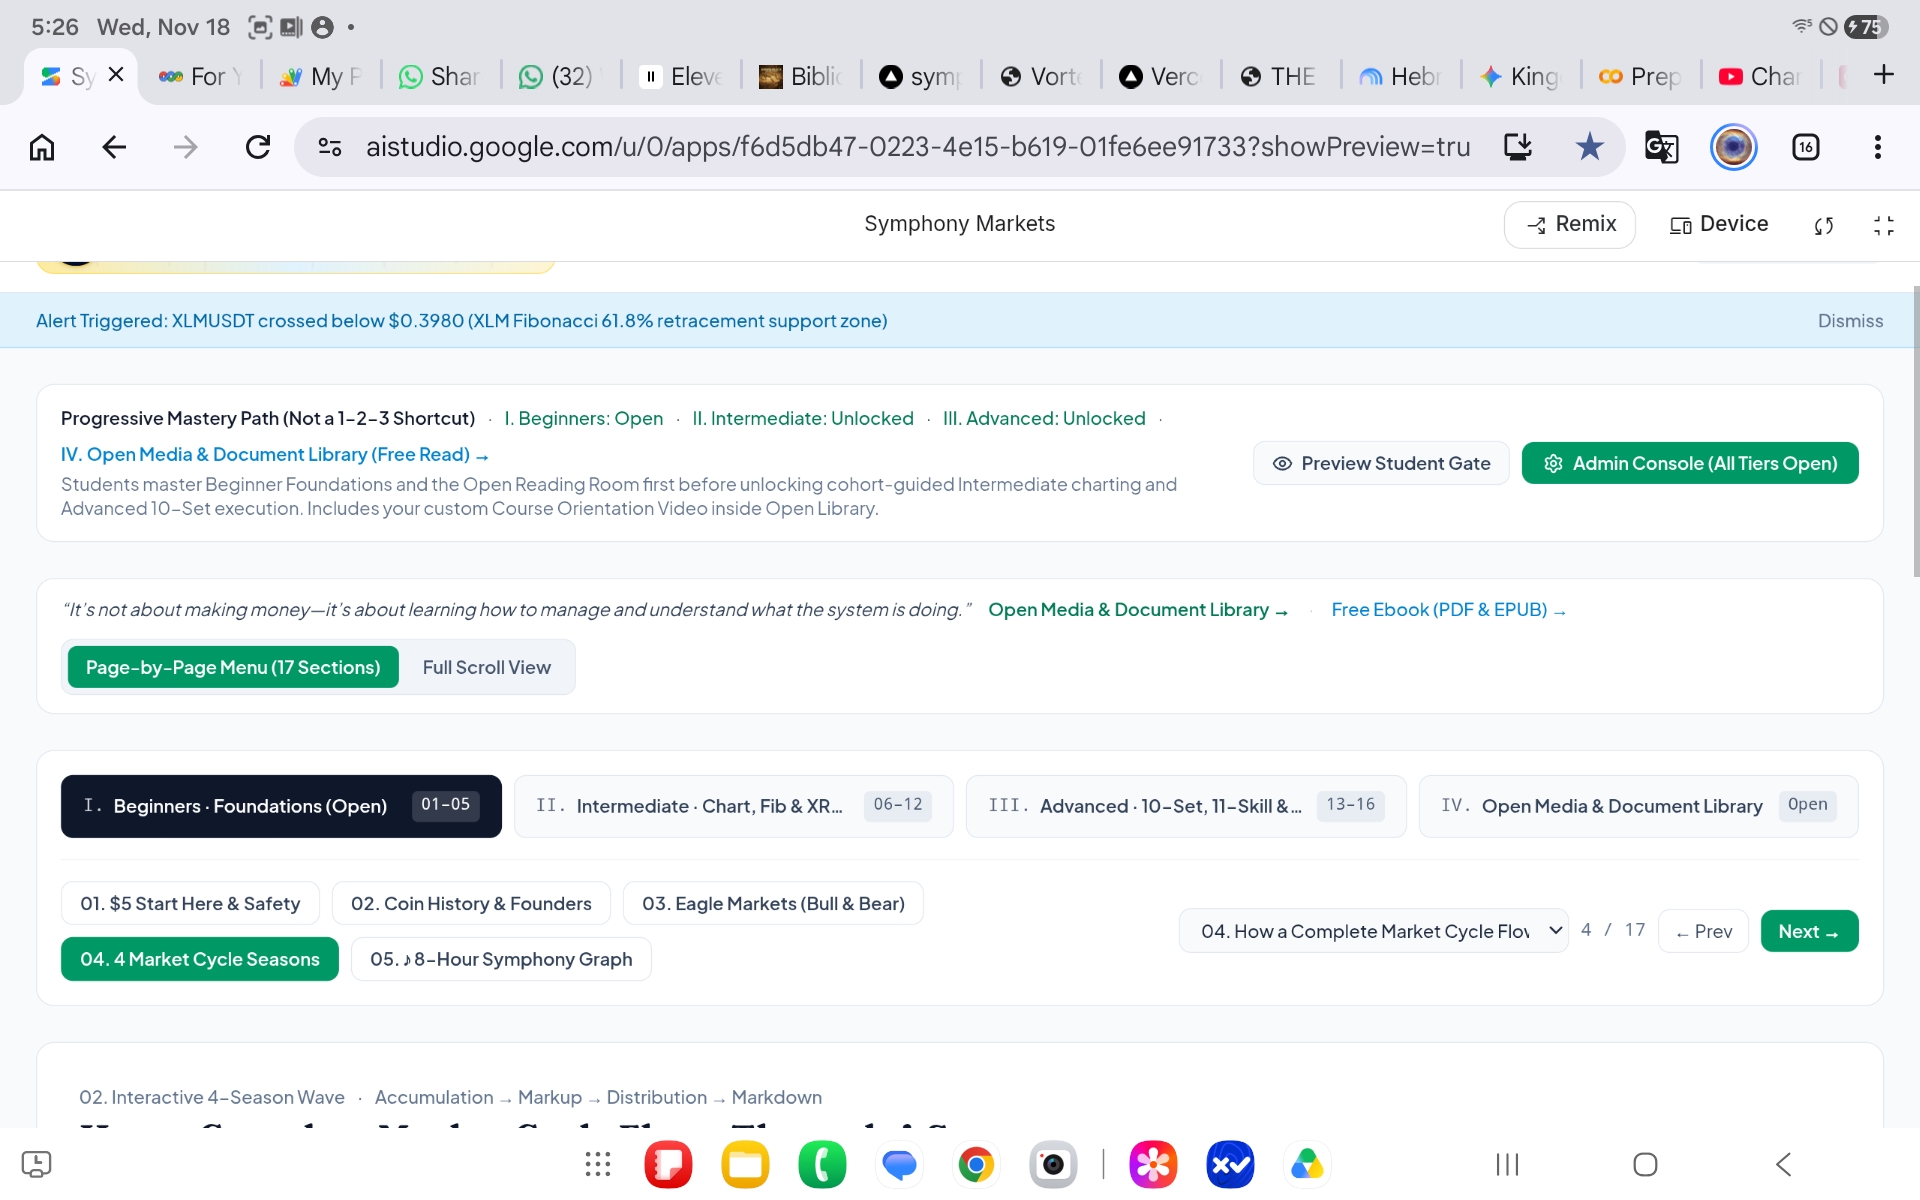 5:26 Wed, Nov 18
75
Sy
For Y
My F
Shar
(32)
Eleve
Biblic
symp
Vorte
Verc
THE
Hebr
King
Prep
Char
aistudio.google.com/u/0/apps/f6d5db47-0223-4e15-b619-01fe6ee91733?showPreview=tru
16
Symphony Markets
Remix
Device
Alert Triggered: XLMUSDT crossed below $0.3980 (XLM Fibonacci 61.8% retracement support zone)
Dismiss
Progressive Mastery Path (Not a 1-2-3 Shortcut) · I. Beginners: Open · II. Intermediate: Unlocked · III. Advanced: Unlocked ·
IV. Open Media & Document Library (Free Read) →
Students master Beginner Foundations and the Open Reading Room first before unlocking cohort-guided Intermediate charting and
Advanced 10-Set execution. Includes your custom Course Orientation Video inside Open Library.
Preview Student Gate
Admin Console (All Tiers Open)
“It's not about making money—it's about learning how to manage and understand what the system is doing.” Open Media & Document Library → · Free Ebook (PDF & EPUB) →
Page-by-Page Menu (17 Sections)
Full Scroll View
I. Beginners · Foundations (Open) 01-05
II. Intermediate · Chart, Fib & XR... 06-12
III. Advanced · 10-Set, 11-Skill &... 13-16
IV. Open Media & Document Library Open
01. $5 Start Here & Safety
02. Coin History & Founders
03. Eagle Markets (Bull & Bear)
04. 4 Market Cycle Seasons
05. ♪ 8-Hour Symphony Graph
04. How a Complete Market Cycle Flow
4 / 17
← Prev
Next →
02. Interactive 4-Season Wave · Accumulation → Markup → Distribution → Markdown